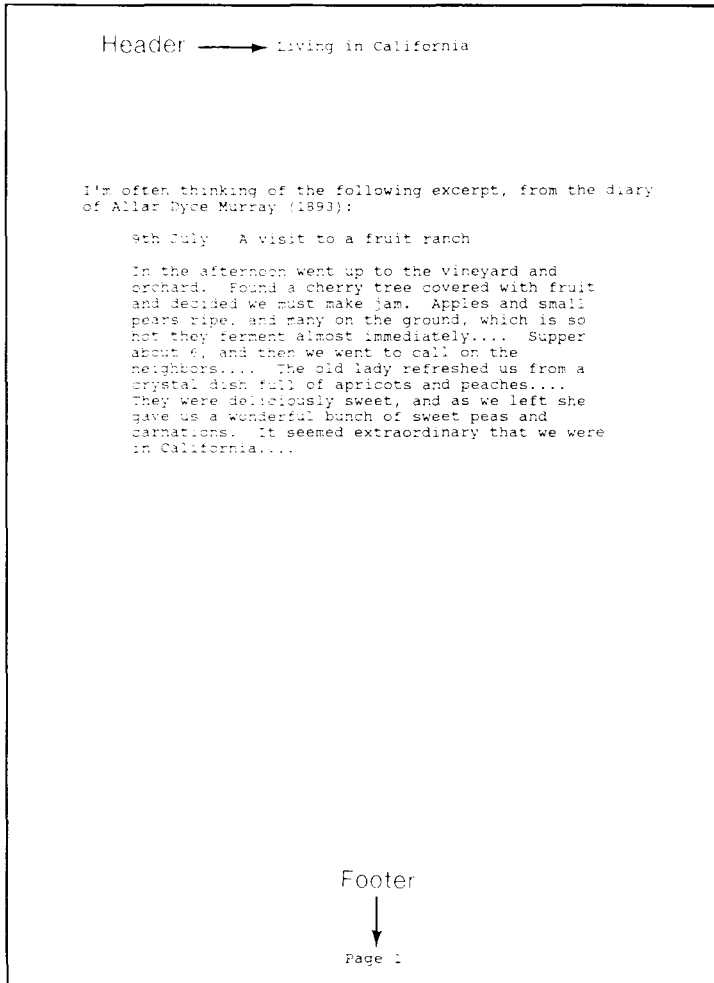 Header Living in California
I'm often thinking of the following excerpt, from the diary
of Allar Dyce Murray (1893):
9th July A visit to a fruit ranch
In the afternoon went up to the vineyard and
orchard. Found a cherry tree covered with fruit
and decided we must make jam. Apples and small
pears ripe, and many on the ground, which is so
hot they ferment almost immediately.... Supper
about 6, and then we went to call on the
neighbors.... The old lady refreshed us from a
crystal dish full of apricots and peaches....
They were deliciously sweet, and as we left she
gave us a wonderful bunch of sweet peas and
carnations. It seemed extraordinary that we were
in California....
Footer
Page 1